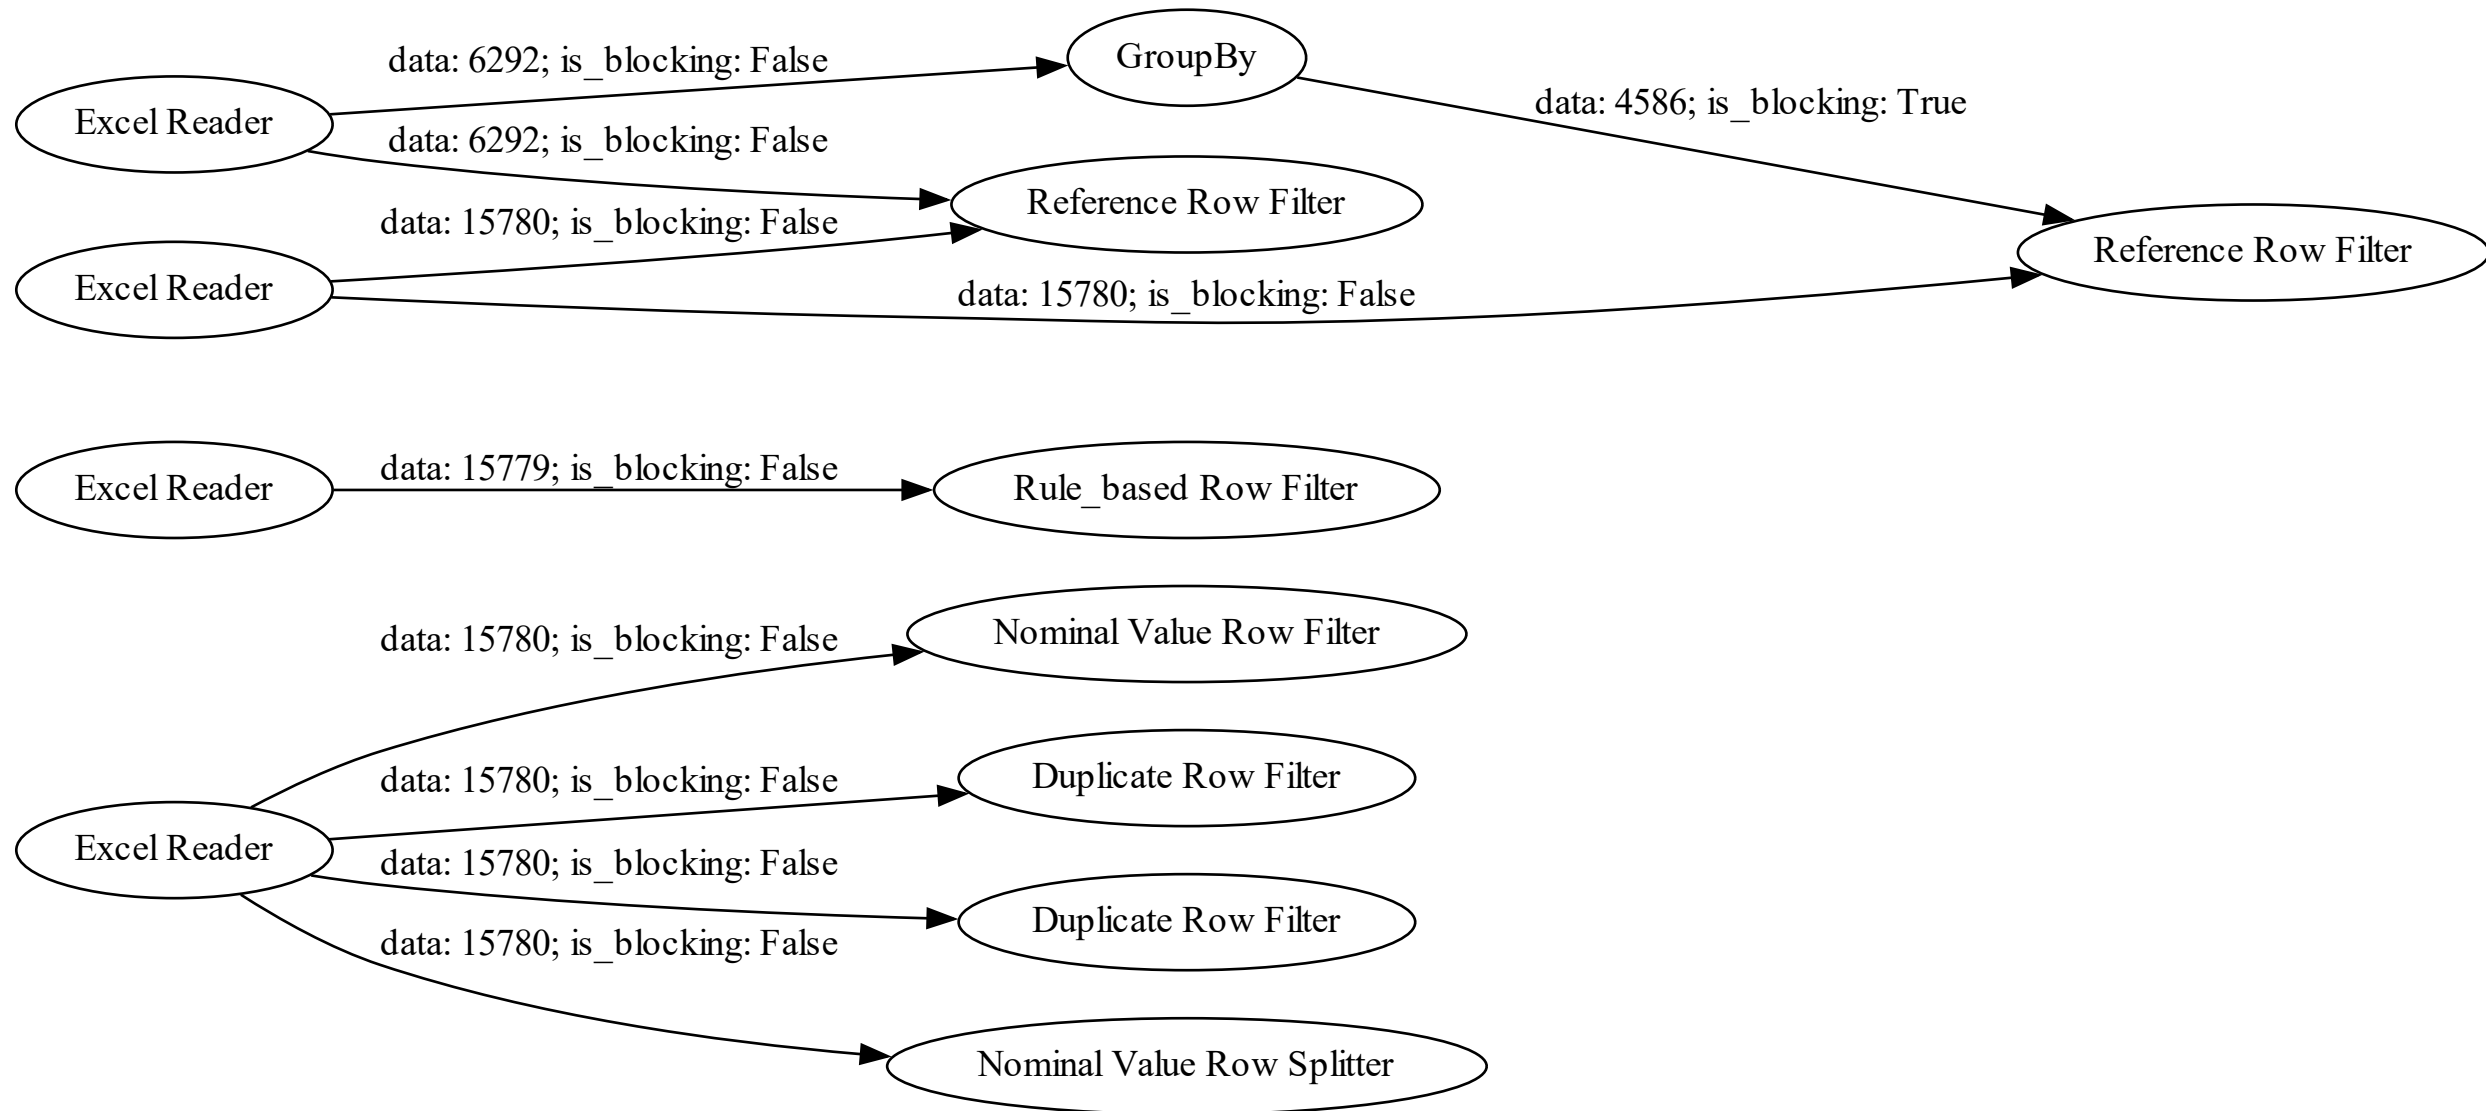 data: 6292; is_blocking: False
GroupBy
Excel Reader
data: 4586; is_blocking: True
data: 6292; is_blocking: False
Reference Row Filter
data: 15780; is_blocking: False
Reference Row Filter
Excel Reader
data: 15780; is_blocking: False
Excel Reader
data: 15779; is_blocking: False
Rule_based Row Filter
data: 15780; is_blocking: False
Nominal Value Row Filter
data: 15780; is_blocking: False
Duplicate Row Filter
Excel Reader
data: 15780; is_blocking: False
Duplicate Row Filter
data: 15780; is_blocking: False
Nominal Value Row Splitter